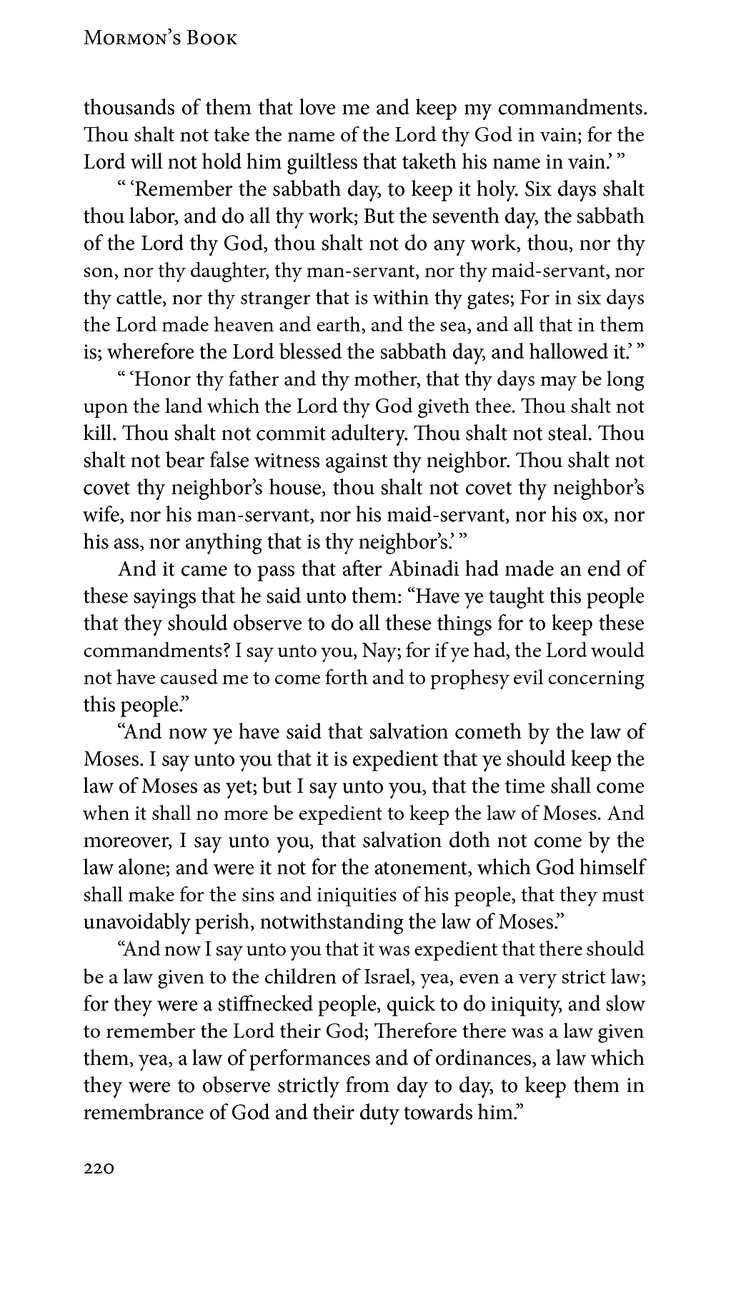 Mormon’s Book
thousands of them that love me and keep my commandments.
Thou shalt not take the name of the Lord thy God in vain; for the
Lord will not hold him guiltless that taketh his name in vain.’ ”
“ ‘Remember the sabbath day, to keep it holy. Six days shalt
thou labor, and do all thy work; But the seventh day, the sabbath
of the Lord thy God, thou shalt not do any work, thou, nor thy
son, nor thy daughter, thy man-servant, nor thy maid-servant, nor
thy cattle, nor thy stranger that is within thy gates; For in six days
the Lord made heaven and earth, and the sea, and all that in them
is; wherefore the Lord blessed the sabbath day, and hallowed it.’ ”
“ ‘Honor thy father and thy mother, that thy days may be long
upon the land which the Lord thy God giveth thee. Thou shalt not
kill. Thou shalt not commit adultery. Thou shalt not steal. Thou
shalt not bear false witness against thy neighbor. Thou shalt not
covet thy neighbor’s house, thou shalt not covet thy neighbor’s
wife, nor his man-servant, nor his maid-servant, nor his ox, nor
his ass, nor anything that is thy neighbor’s.’ ”
And it came to pass that after Abinadi had made an end of
these sayings that he said unto them: “Have ye taught this people
that they should observe to do all these things for to keep these
commandments? I say unto you, Nay; for if ye had, the Lord would
not have caused me to come forth and to prophesy evil concerning
this people.”
“And now ye have said that salvation cometh by the law of
Moses. I say unto you that it is expedient that ye should keep the
law of Moses as yet; but I say unto you, that the time shall come
when it shall no more be expedient to keep the law of Moses. And
moreover, I say unto you, that salvation doth not come by the
law alone; and were it not for the atonement, which God himself
shall make for the sins and iniquities of his people, that they must
unavoidably perish, notwithstanding the law of Moses.”
“And now I say unto you that it was expedient that there should
be a law given to the children of Israel, yea, even a very strict law;
for they were a stiffnecked people, quick to do iniquity, and slow
to remember the Lord their God; Therefore there was a law given
them, yea, a law of performances and of ordinances, a law which
they were to observe strictly from day to day, to keep them in
remembrance of God and their duty towards him.”
220